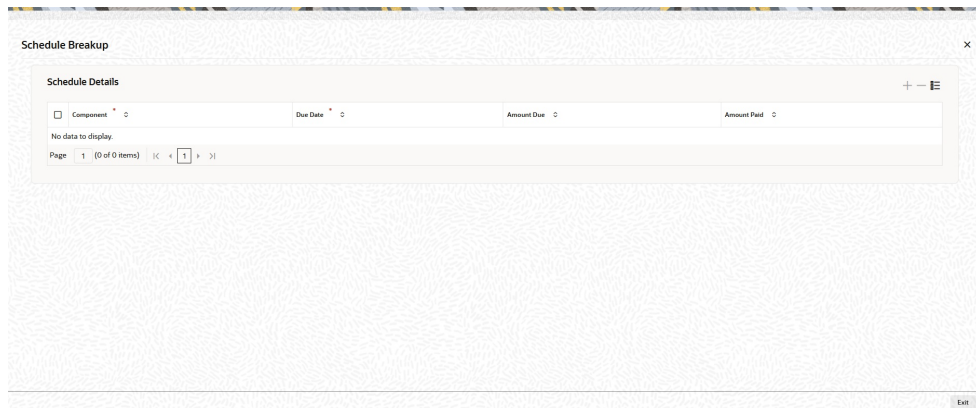 Schedule Breakup
Schedule Details
Component * Due Date * Amount Due Amount Paid
No data to display.
Page 1 (0 of 0 items) 1
Exit